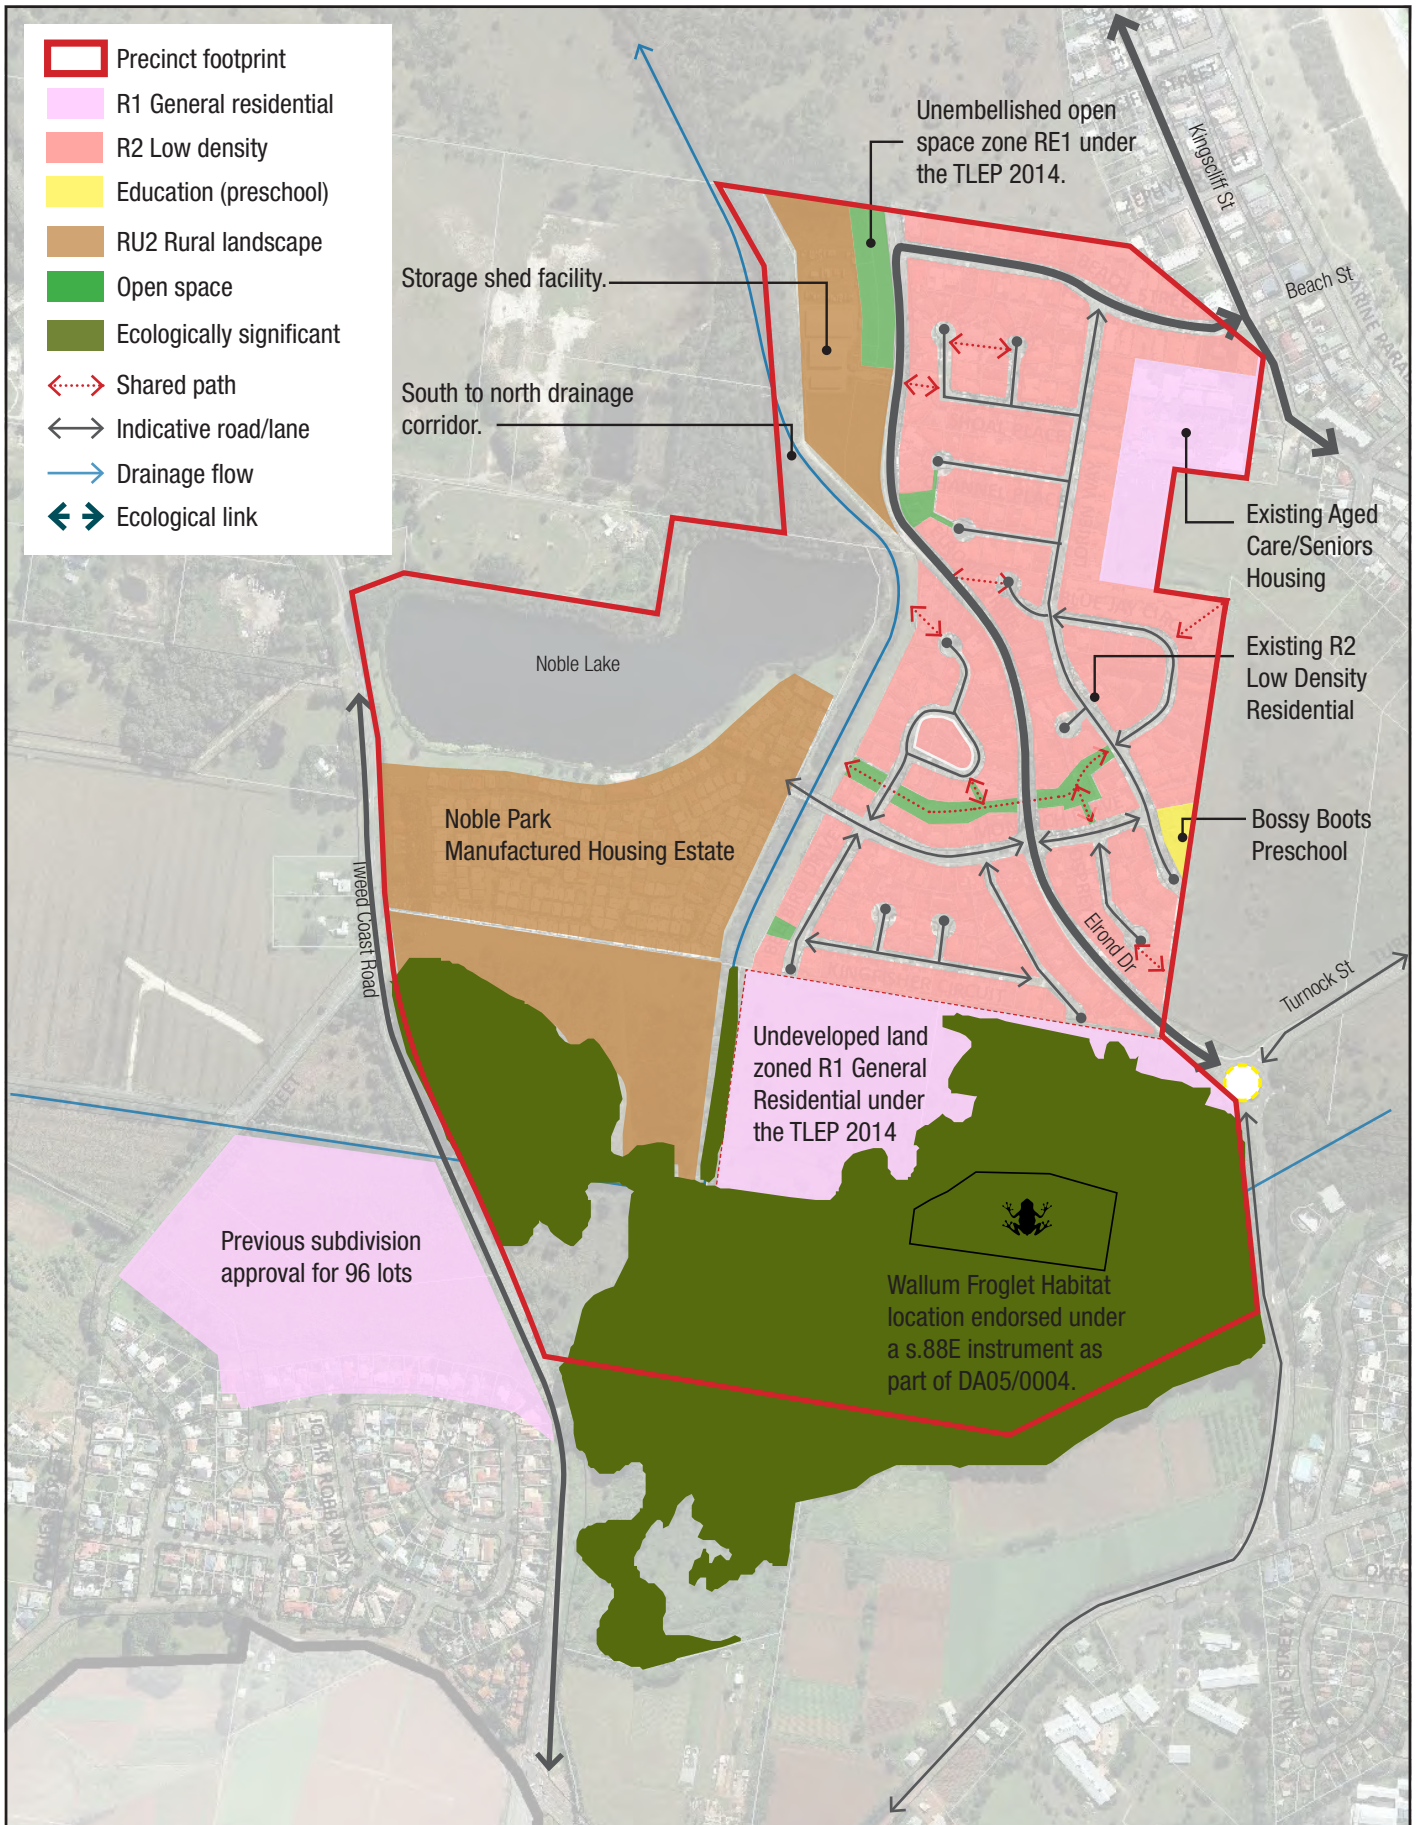 Precinct footprint
R1 General residential
R2 Low density
Education (preschool)
RU2 Rural landscape
Open space
Ecologically significant
Shared path
Indicative road/lane
Drainage flow
Ecological link
Unembellished open
space zone RE1 under
the TLEP 2014.
Kingscliff St
Beach St
Storage shed facility.
South to north drainage
corridor.
Existing Aged
Care/Seniors
Housing
Existing R2
Low Density
Residential
Noble Lake
Noble Park
Manufactured Housing Estate
Bossy Boots
Preschool
Tweed Coast Road
Elrond Dr
Turnock St
Undeveloped land
zoned R1 General
Residential under
the TLEP 2014
Previous subdivision
approval for 96 lots
Wallum Froglet Habitat
location endorsed under
a s.88E instrument as
part of DA05/0004.